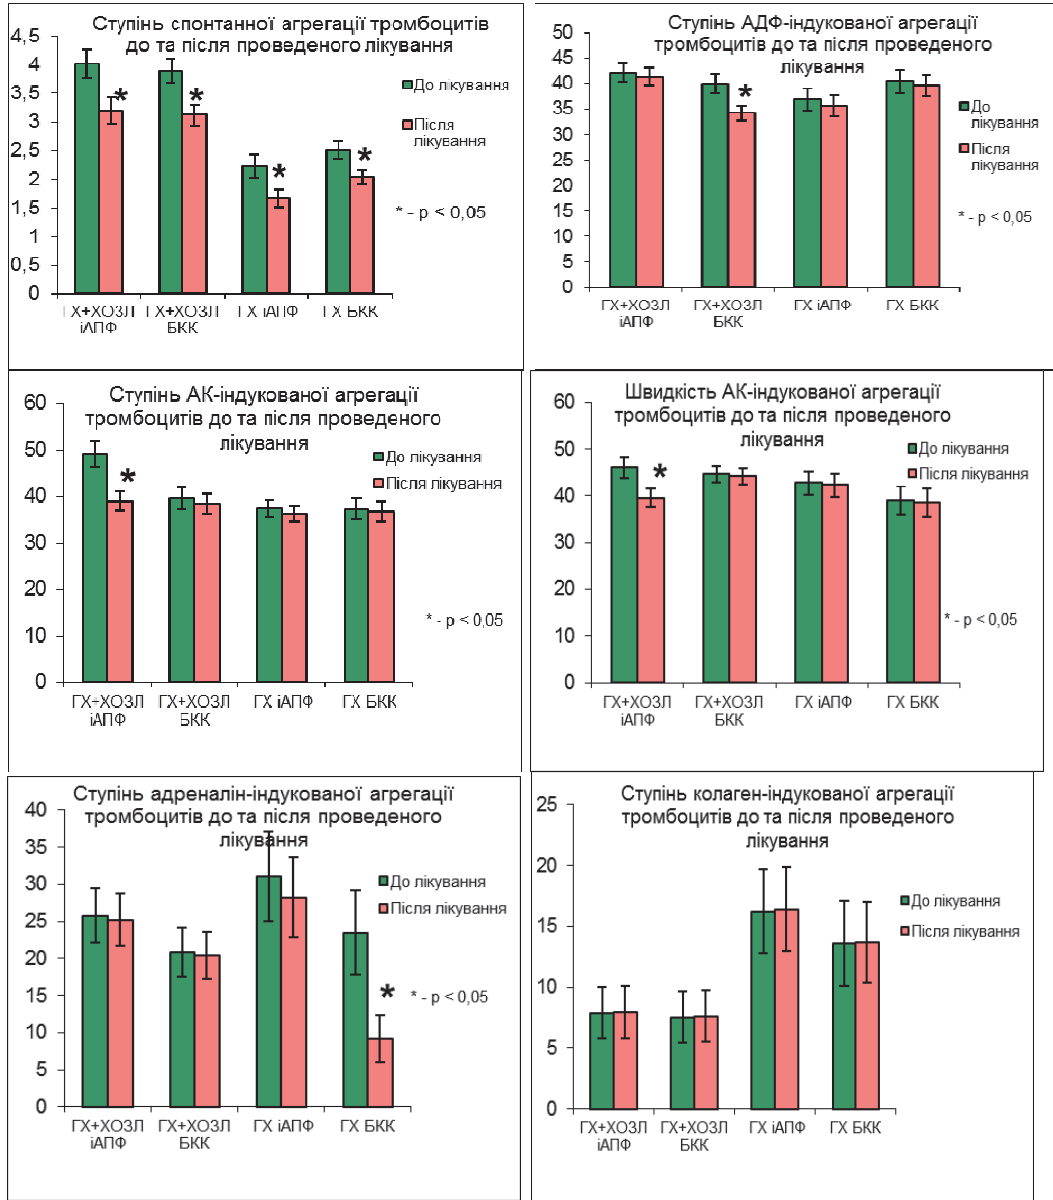 Ступінь спонтанної агрегації тромбоцитів
до та після проведеного лікування
4,5
4
3,5
3
2,5
2
1,5
1
0,5
0
До лікування
Після
лікування
* - p < 0,05
* * * *
ГХ+ХОЗЛ ГХ+ХОЗЛ ГХ іАПФ ГХ БКК
іАПФ БКК
Ступінь АДФ-індукованої агрегації
тромбоцитів до та після проведеного
лікування
50
45
40
35
30
25
20
15
10
5
0
До
лікування
Після
лікування
* - p < 0,05
*
ГХ+ХОЗЛ ГХ+ХОЗЛ ГХ іАПФ ГХ БКК
іАПФ БКК
Ступінь АК-індукованої агрегації
тромбоцитів до та після проведеного
лікування
60
50
40
30
20
10
0
До лікування
Після лікування
* - p < 0,05
*
ГХ+ХОЗЛ ГХ+ХОЗЛ ГХ іАПФ ГХ БКК
іАПФ БКК
Швидкість АК-індукованої агрегації
тромбоцитів до та після проведеного
лікування
60
50
40
30
20
10
0
До лікування
Після лікування
* - p < 0,05
*
ГХ+ХОЗЛ ГХ+ХОЗЛ ГХ іАПФ ГХ БКК
іАПФ БКК
Ступінь адреналін-індукованої агрегації
тромбоцитів до та після проведеного
лікування
40
35
30
25
20
15
10
5
0
До лікування
Після лікування
* - p < 0,05
*
ГХ+ХОЗЛ ГХ+ХОЗЛ ГХ іАПФ ГХ БКК
іАПФ БКК
Ступінь колаген-індукованої агрегації
тромбоцитів до та після проведеного
лікування
25
20
15
10
5
0
До лікування
Після лікування
ГХ+ХОЗЛ ГХ+ХОЗЛ ГХ іАПФ ГХ БКК
іАПФ БКК